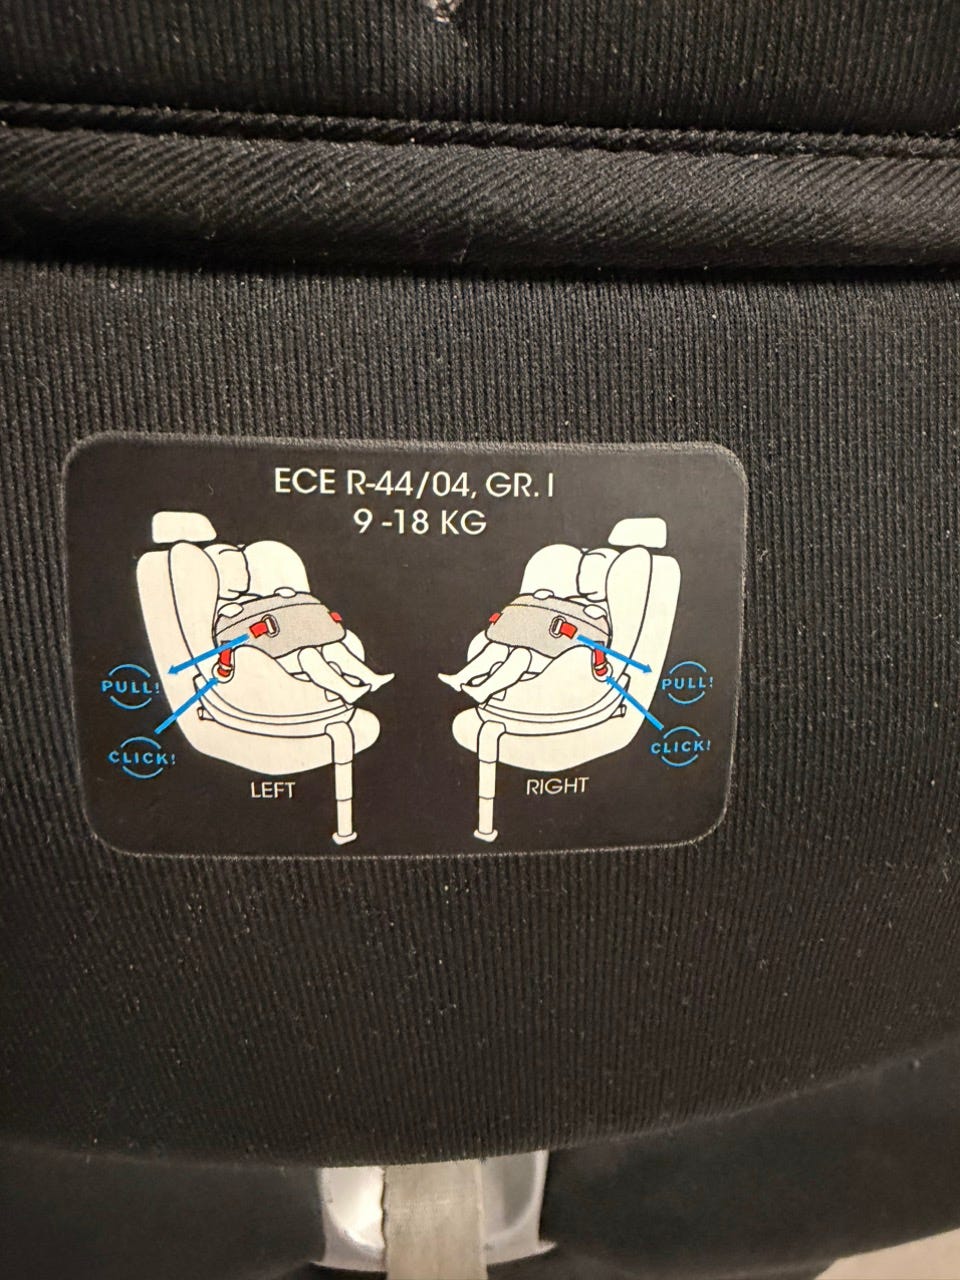 ECE R-44/04, GR. I
9 -18 KG
PULL!
CLICK!
LEFT
PULL!
CLICK!
RIGHT